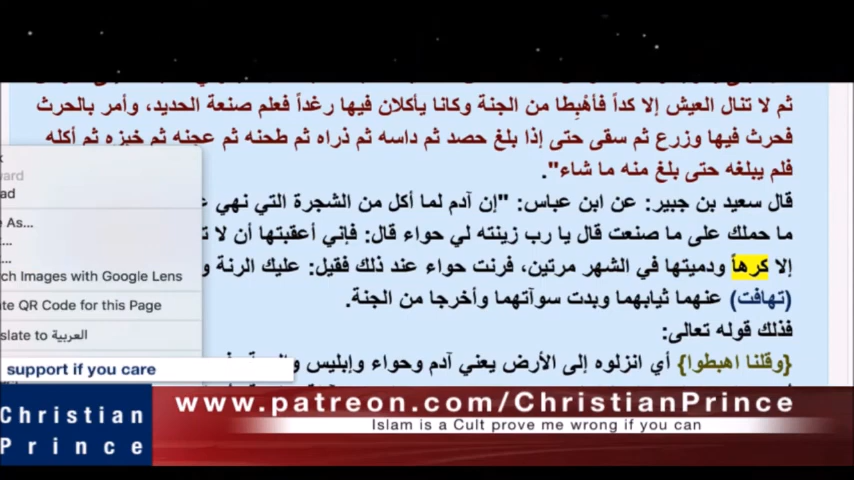 ثم لا تنال العيش إلا كداً فأُهْبِطا من الجنة وكانا يأكلان فيها رغداً فعلم صنعة الحديد، وأمر بالحرث
فحرث فيها وزرع ثم سقى حتى إذا بلغ حصد ثم داسه ثم ذراه ثم طحنه ثم عجنه ثم خبزه ثم أكله
فلم يبلغه حتى بلغ منه ما شاء".
قال سعيد بن جبير: عن ابن عباس: "إن آدم لما أكل من الشجرة التي نهي
ما حملك على ما صنعت قال يا رب زينته لي حواء قال: فإني أعقبتها أن لا
إلا كرهاً ودميتها في الشهر مرتين، فرنت حواء عند ذلك فقيل: عليك الرنة و
(تهافت) عنهما ثيابهما وبدت سوآتهما وأخرجا من الجنة.
فذلك قوله تعالى:
{وقلنا اهبطوا} أي انزلوه إلى الأرض يعني آدم وحواء وإبليس
ward
ad
e As...
ch Images with Google Lens
te QR Code for this Page
slate to العربية
support if you care
Christian
Prince
www.patreon.com/ChristianPrince
Islam is a Cult prove me wrong if you can